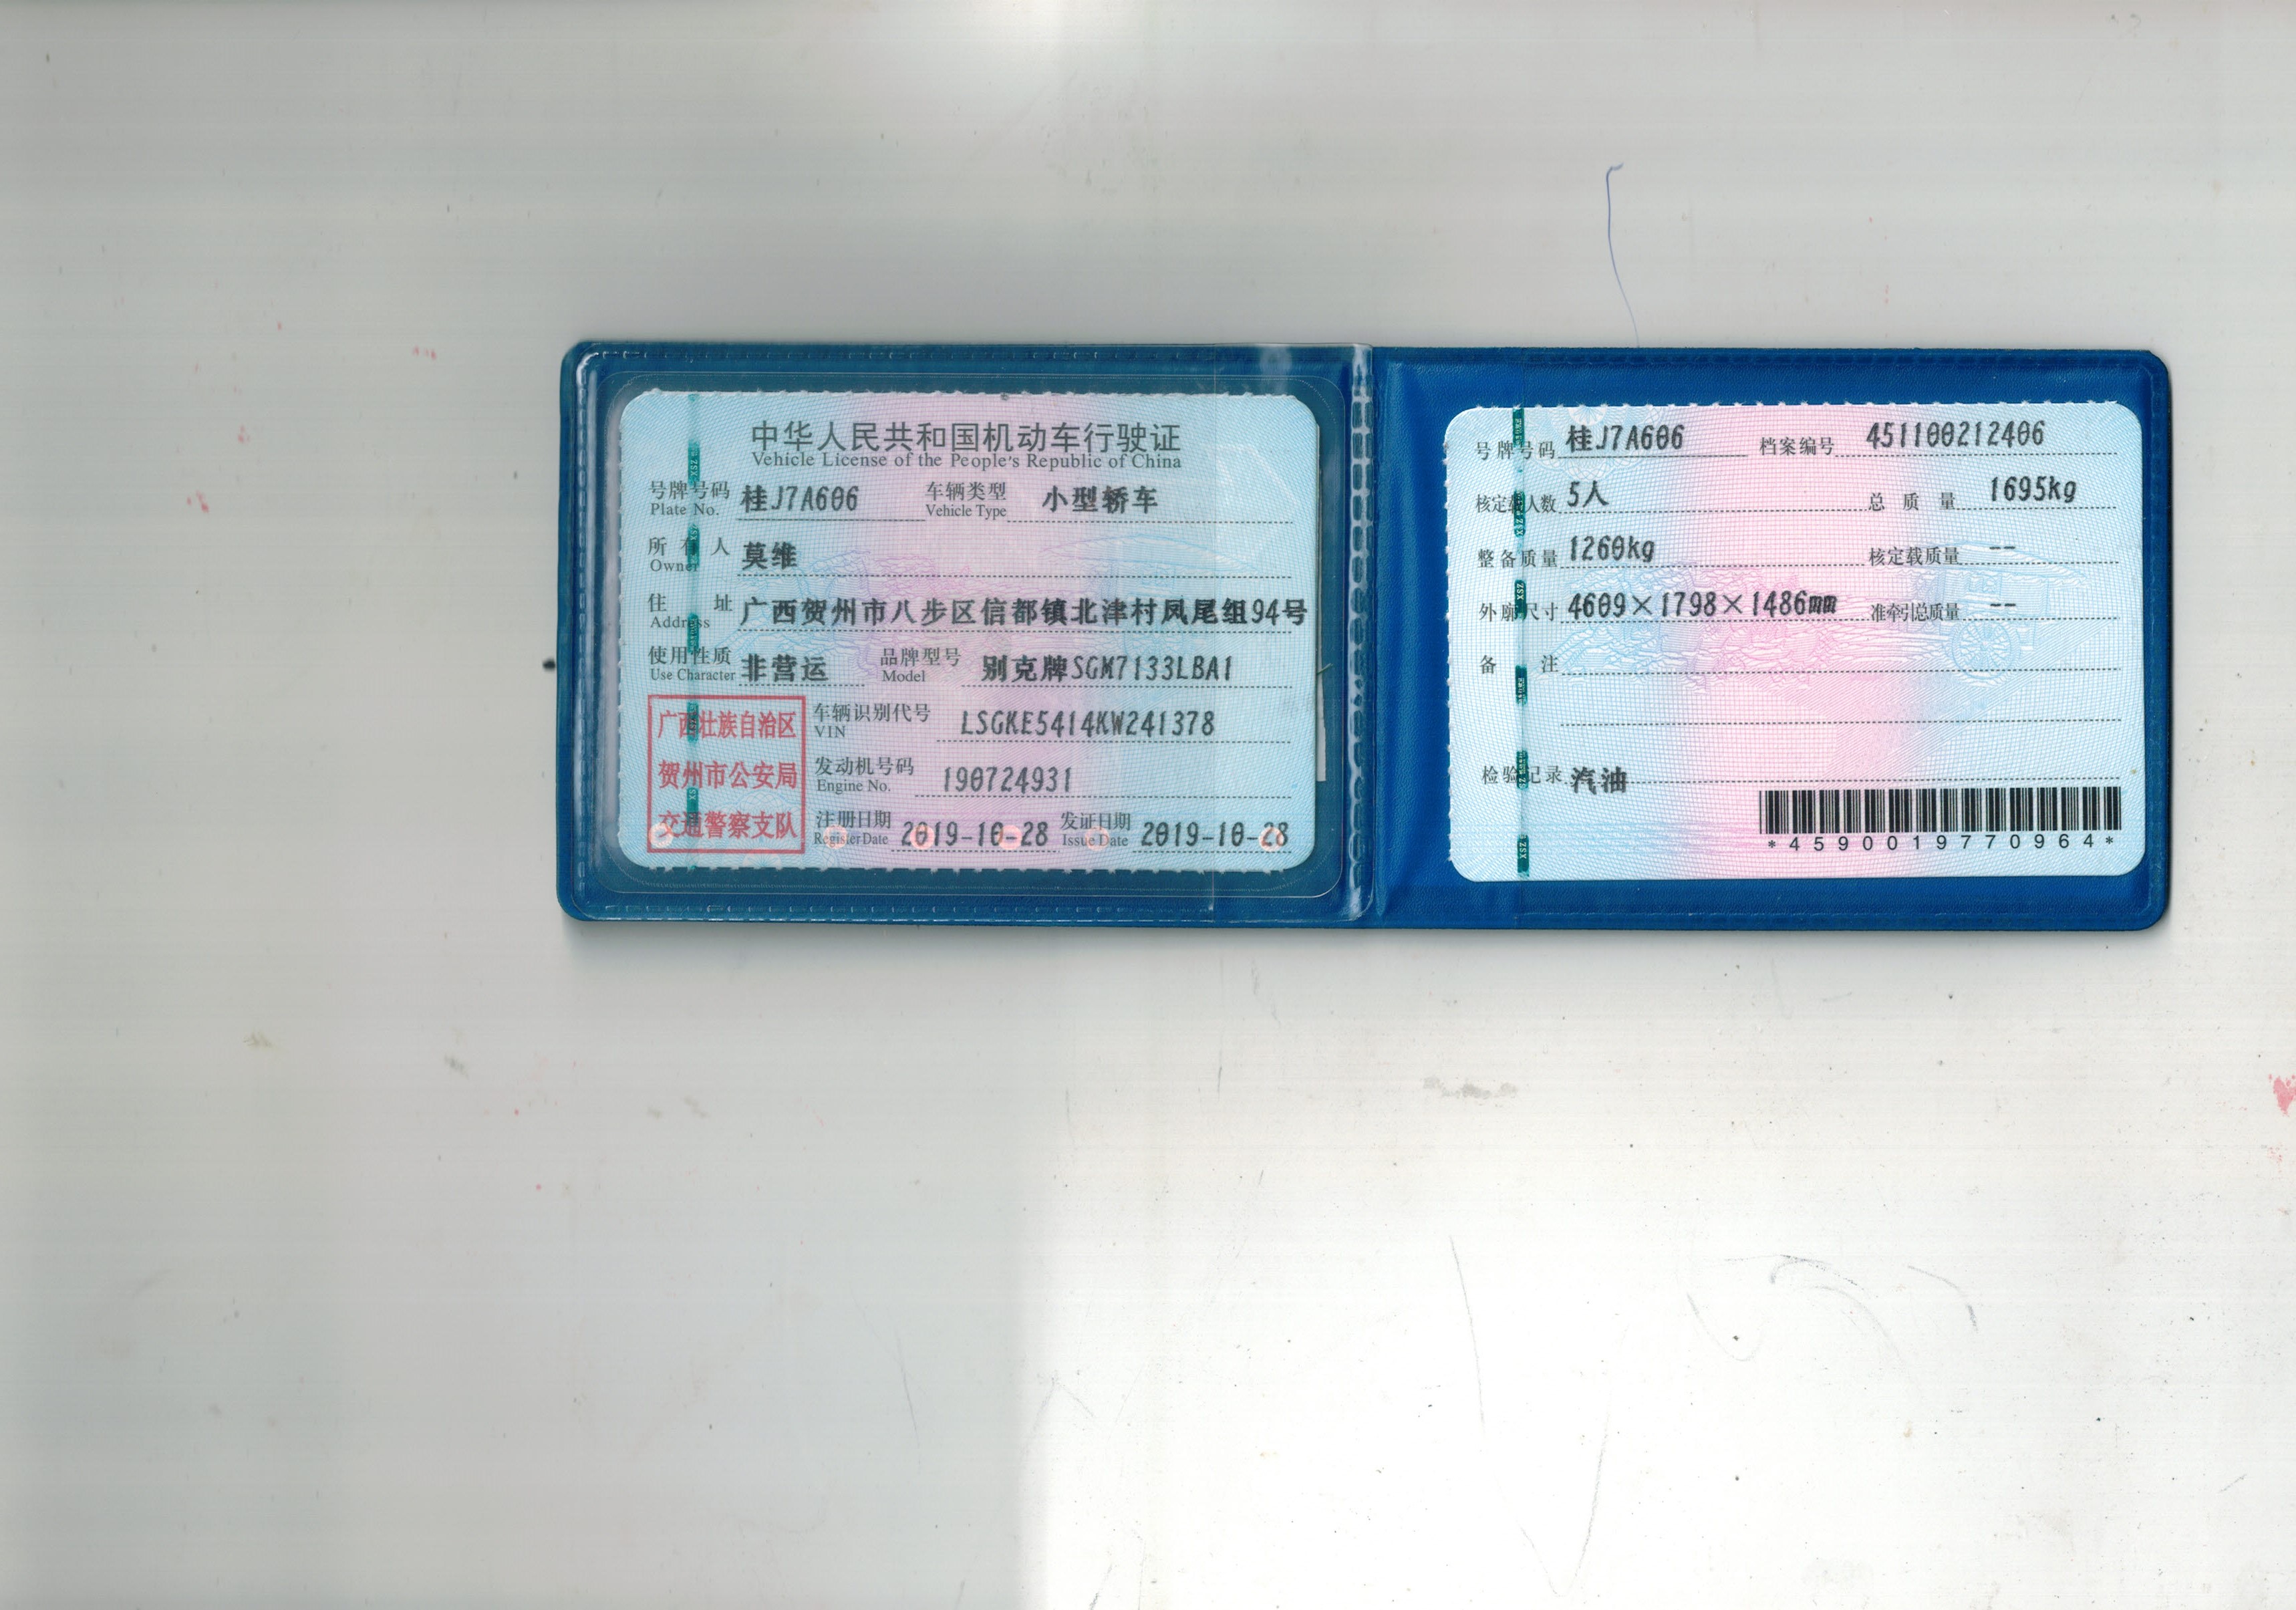 中华人民共和国机动车行驶证
Vehicle License of the People's Republic of China
号牌号码 桂J7A606 车辆类型 小型轿车
Plate No. Vehicle Type
所有人 莫维
Owner
住址 广西贺州市八步区信都镇北津村凤尾组94号
Address
使用性质 非营运 品牌型号 别克牌SGM7133LBA1
Use Character Model
广西壮族自治区
贺州市公安局
交通警察支队
车辆识别代号 LSGKE5414KW241378
VIN
发动机号码 190724931
Engine No.
注册日期 2019-10-28 发证日期 2019-10-28
Register Date Issue Date
号牌号码 桂J7A606 档案编号 451100212406
核定载人数 5人 总质量 1695kg
整备质量 1260kg 核定载质量 --
外廓尺寸 4609×1798×1486mm 准牵引总质量 --
备注
检验记录 汽油
*4590019770964*